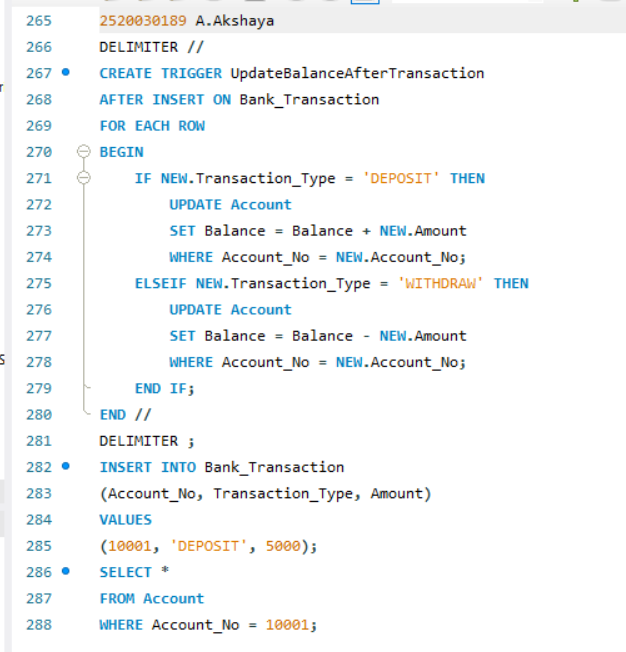 265 2520030189 A.Akshaya
266 DELIMITER //
267 CREATE TRIGGER UpdateBalanceAfterTransaction
268 AFTER INSERT ON Bank_Transaction
269 FOR EACH ROW
270 BEGIN
271     IF NEW.Transaction_Type = 'DEPOSIT' THEN
272         UPDATE Account
273         SET Balance = Balance + NEW.Amount
274         WHERE Account_No = NEW.Account_No;
275     ELSEIF NEW.Transaction_Type = 'WITHDRAW' THEN
276         UPDATE Account
277         SET Balance = Balance - NEW.Amount
278         WHERE Account_No = NEW.Account_No;
279     END IF;
280 END //
281 DELIMITER ;
282 INSERT INTO Bank_Transaction
283 (Account_No, Transaction_Type, Amount)
284 VALUES
285 (10001, 'DEPOSIT', 5000);
286 SELECT *
287 FROM Account
288 WHERE Account_No = 10001;